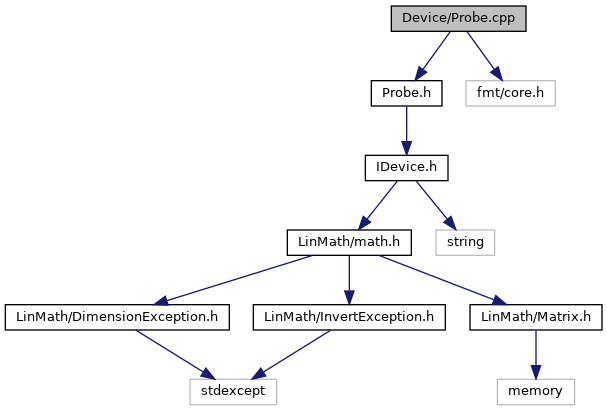 Device/Probe.cpp
Probe.h
fmt/core.h
IDevice.h
LinMath/math.h
string
LinMath/DimensionException.h
LinMath/InvertException.h
LinMath/Matrix.h
stdexcept
memory